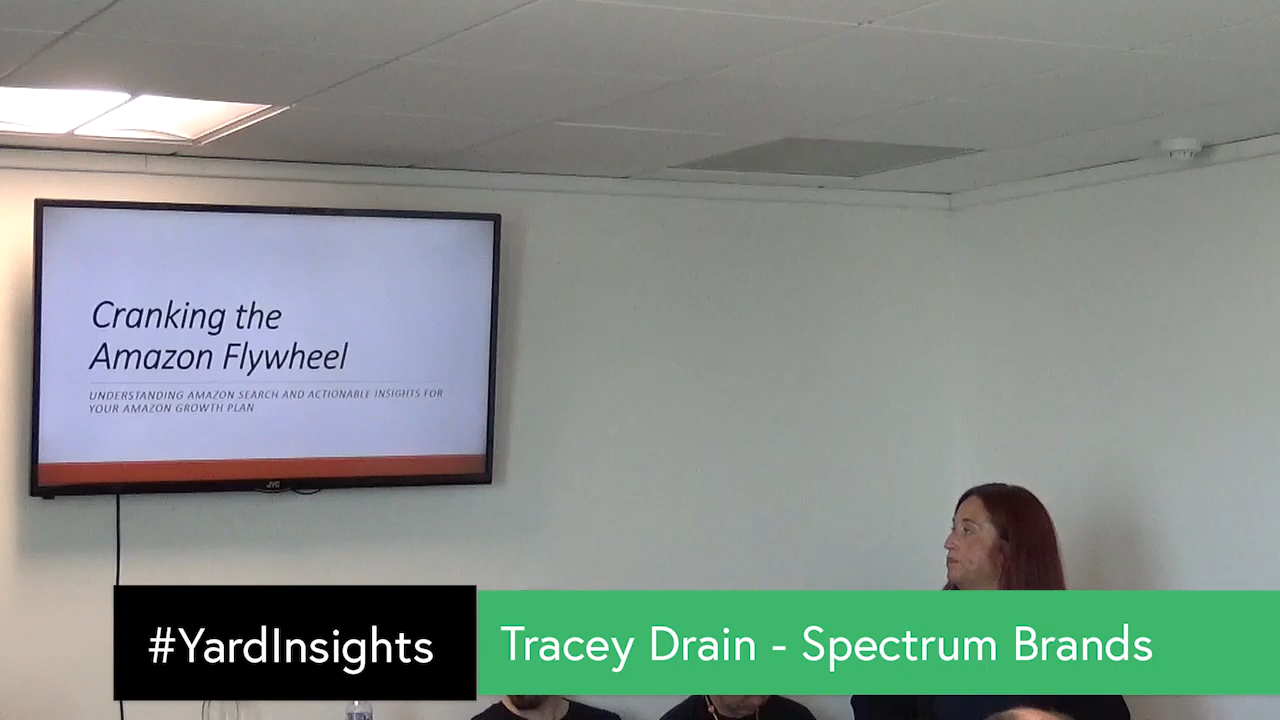 Cranking the
Amazon Flywheel
UNDERSTANDING AMAZON SEARCH AND ACTIONABLE INSIGHTS FOR
YOUR AMAZON GROWTH PLAN
JVC
#YardInsights
Tracey Drain - Spectrum Brands